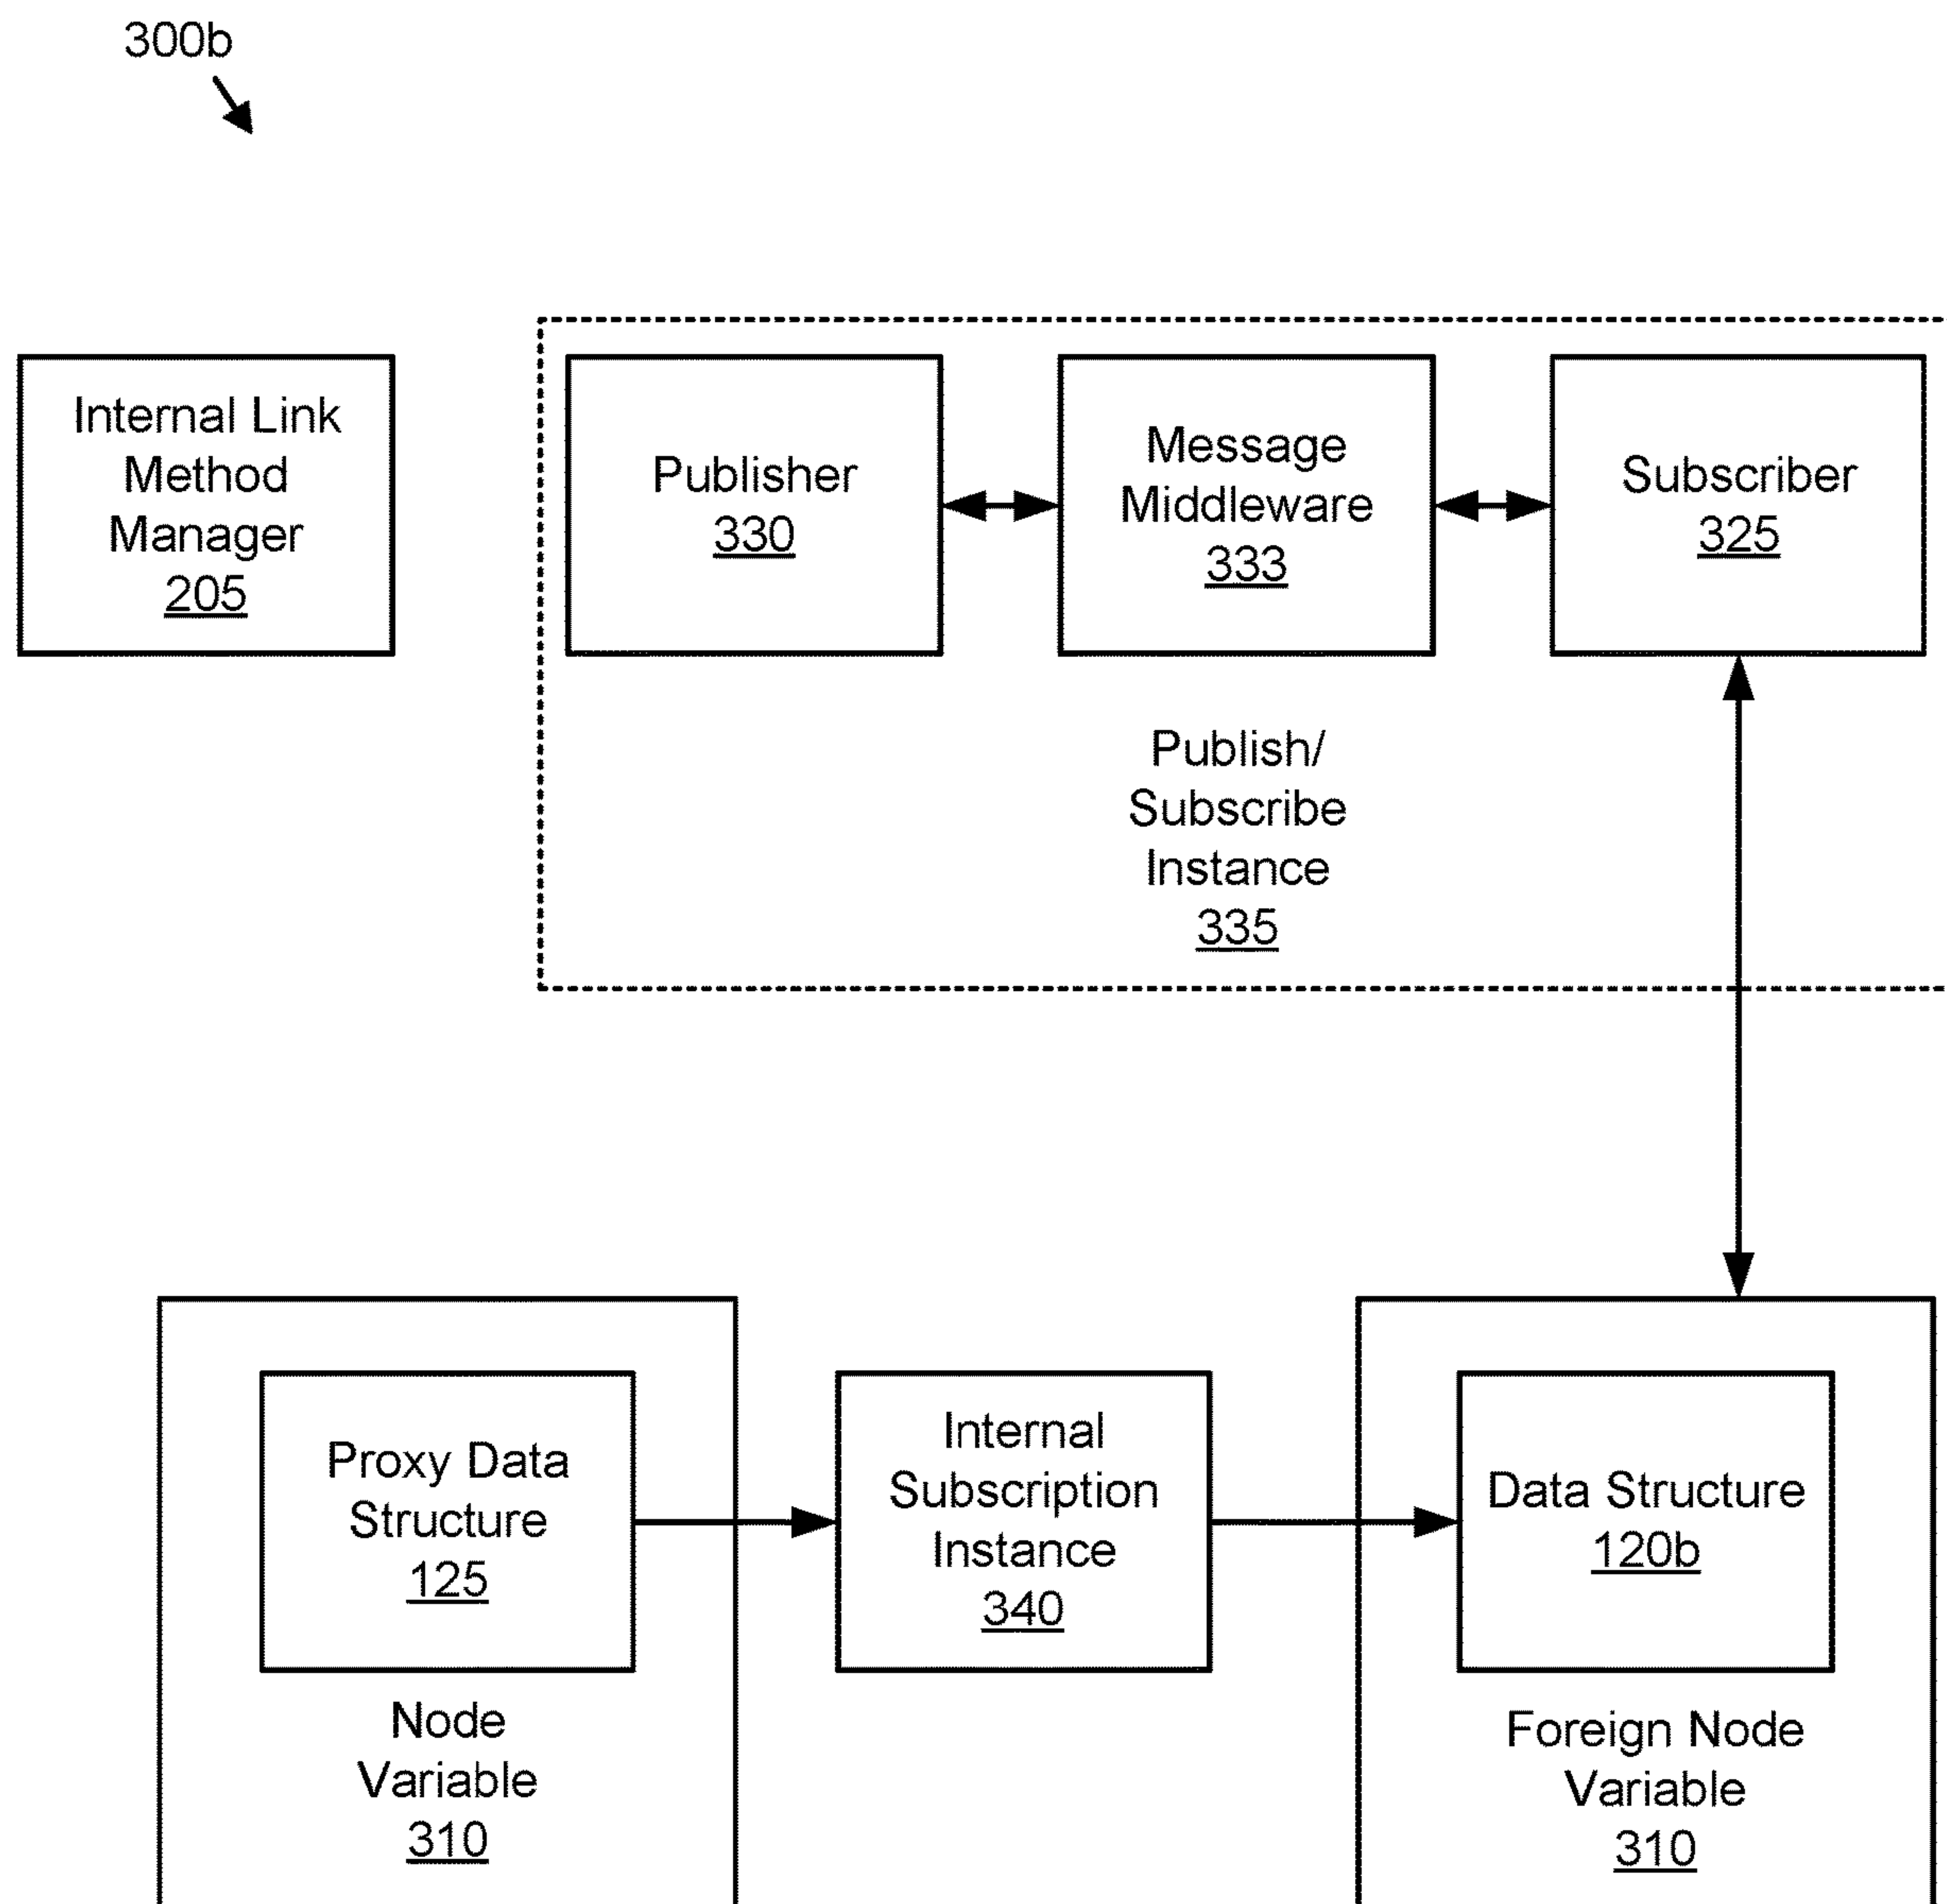 300b
Internal Link
Method
Manager
205
Publisher
330
Message
Middleware
333
Subscriber
325
Publish/
Subscribe
Instance
335
Proxy Data
Structure
125
Node
Variable
310
Internal
Subscription
Instance
340
Data Structure
120b
Foreign Node
Variable
310